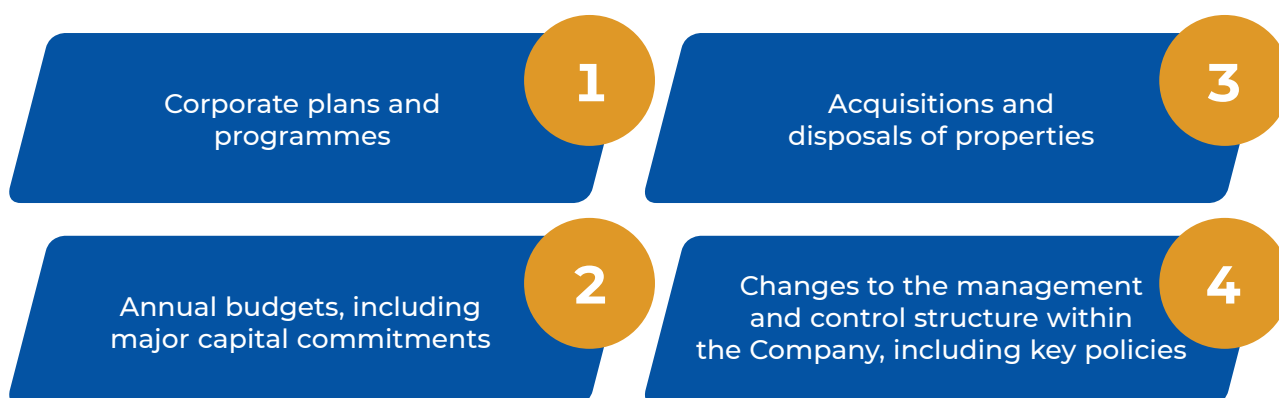 Corporate plans and
programmes
1
Annual budgets, including
major capital commitments
2
Acquisitions and
disposals of properties
3
Changes to the management
and control structure within
the Company, including key policies
4